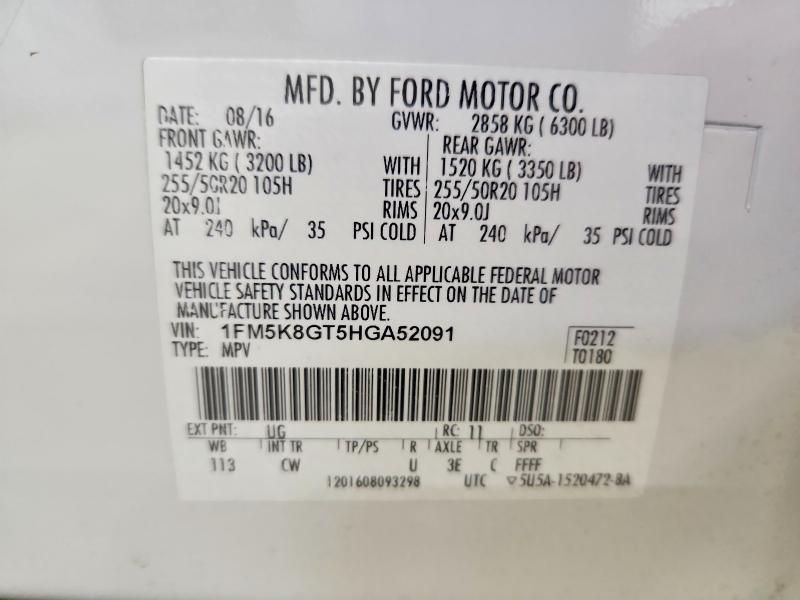 MFD. BY FORD MOTOR CO.
DATE: 08/16 GVWR: 2858 KG ( 6300 LB)
FRONT GAWR: REAR GAWR:
1452 KG ( 3200 LB) WITH 1520 KG ( 3350 LB) WITH
255/50R20 105H TIRES 255/50R20 105H TIRES
20x9.0J RIMS 20x9.0J RIMS
AT 240 kPa/ 35 PSI COLD AT 240 kPa/ 35 PSI COLD
THIS VEHICLE CONFORMS TO ALL APPLICABLE FEDERAL MOTOR
VEHICLE SAFETY STANDARDS IN EFFECT ON THE DATE OF
MANUFACTURE SHOWN ABOVE.
VIN: 1FM5K8GT5HGA52091 F0212
TYPE: MPV T0180
EXT PNT: UG RC: 11 DSO:
WB INT TR TP/PS R AXLE TR SPR
113 CW U 3E C FFFF
1201608093298 UTC ▽5U5A-1520472-BA